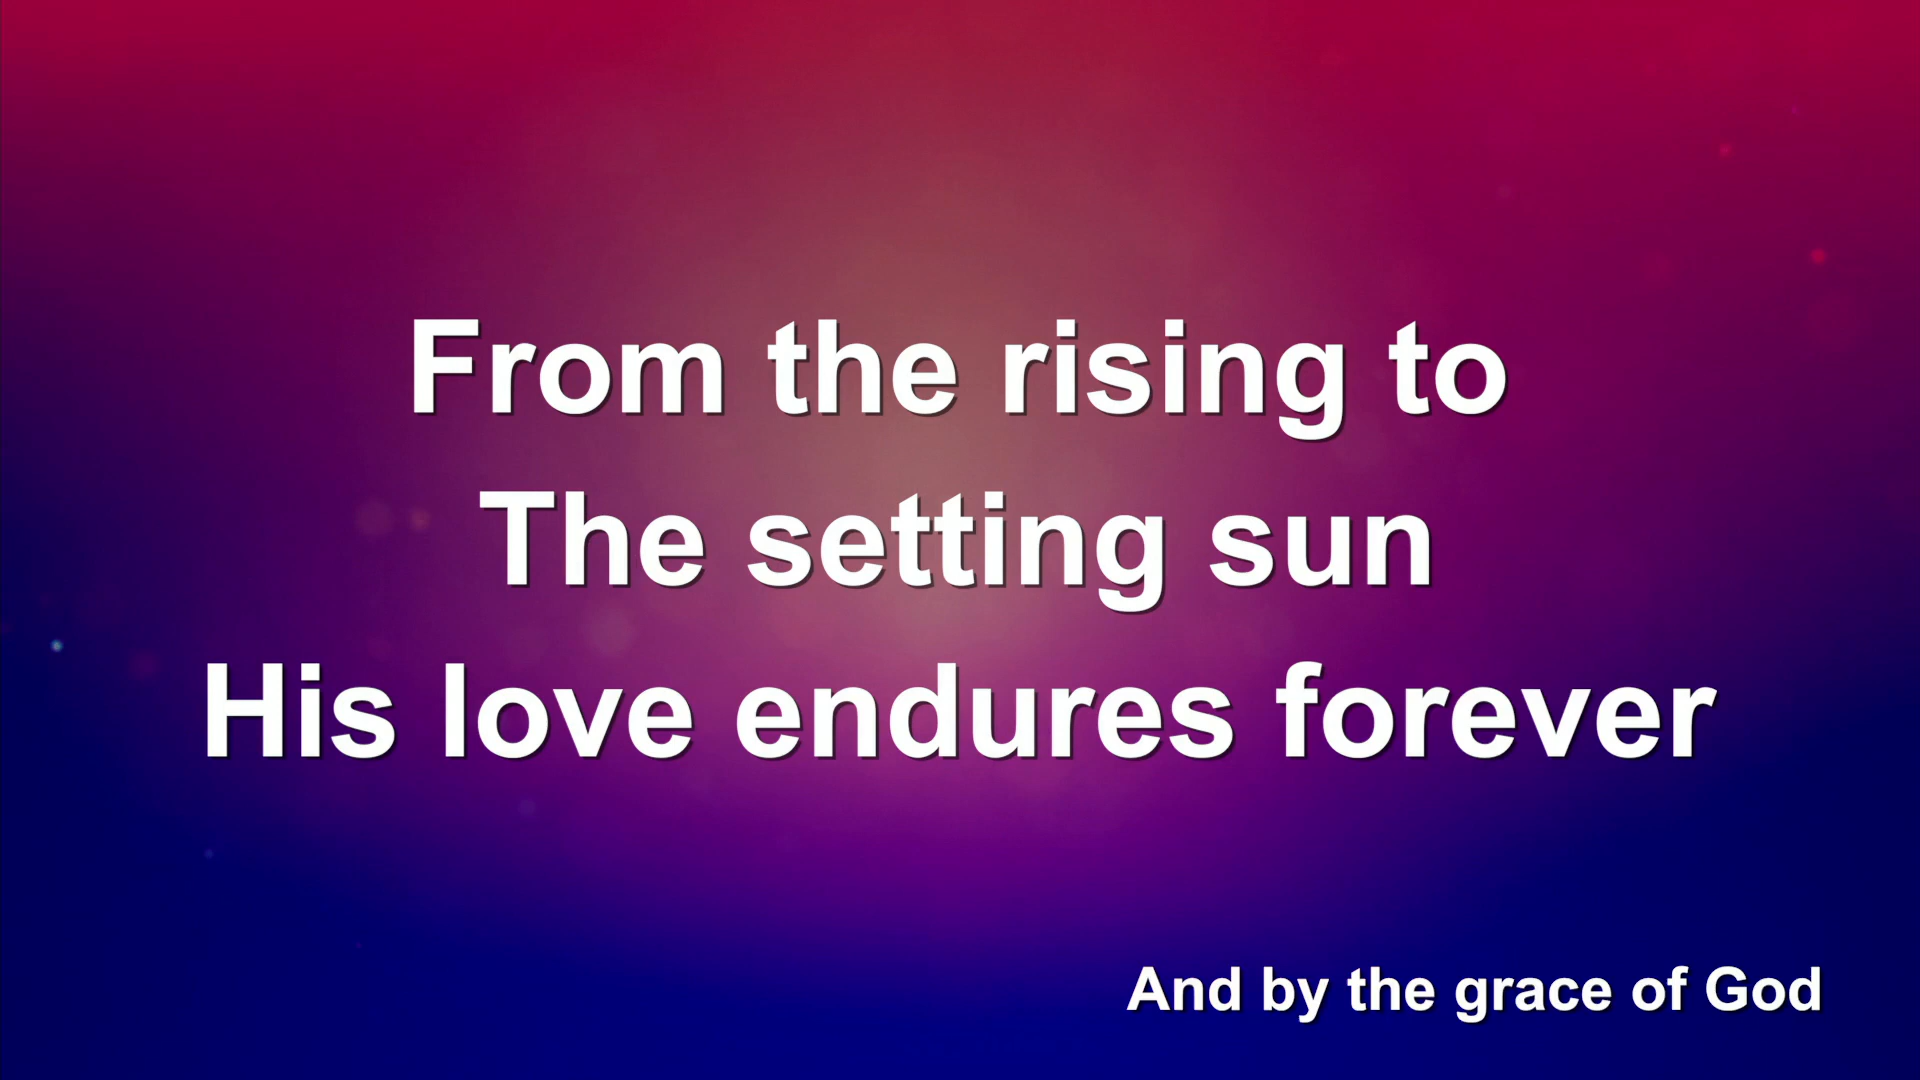 From the rising to
The setting sun
His love endures forever
And by the grace of God